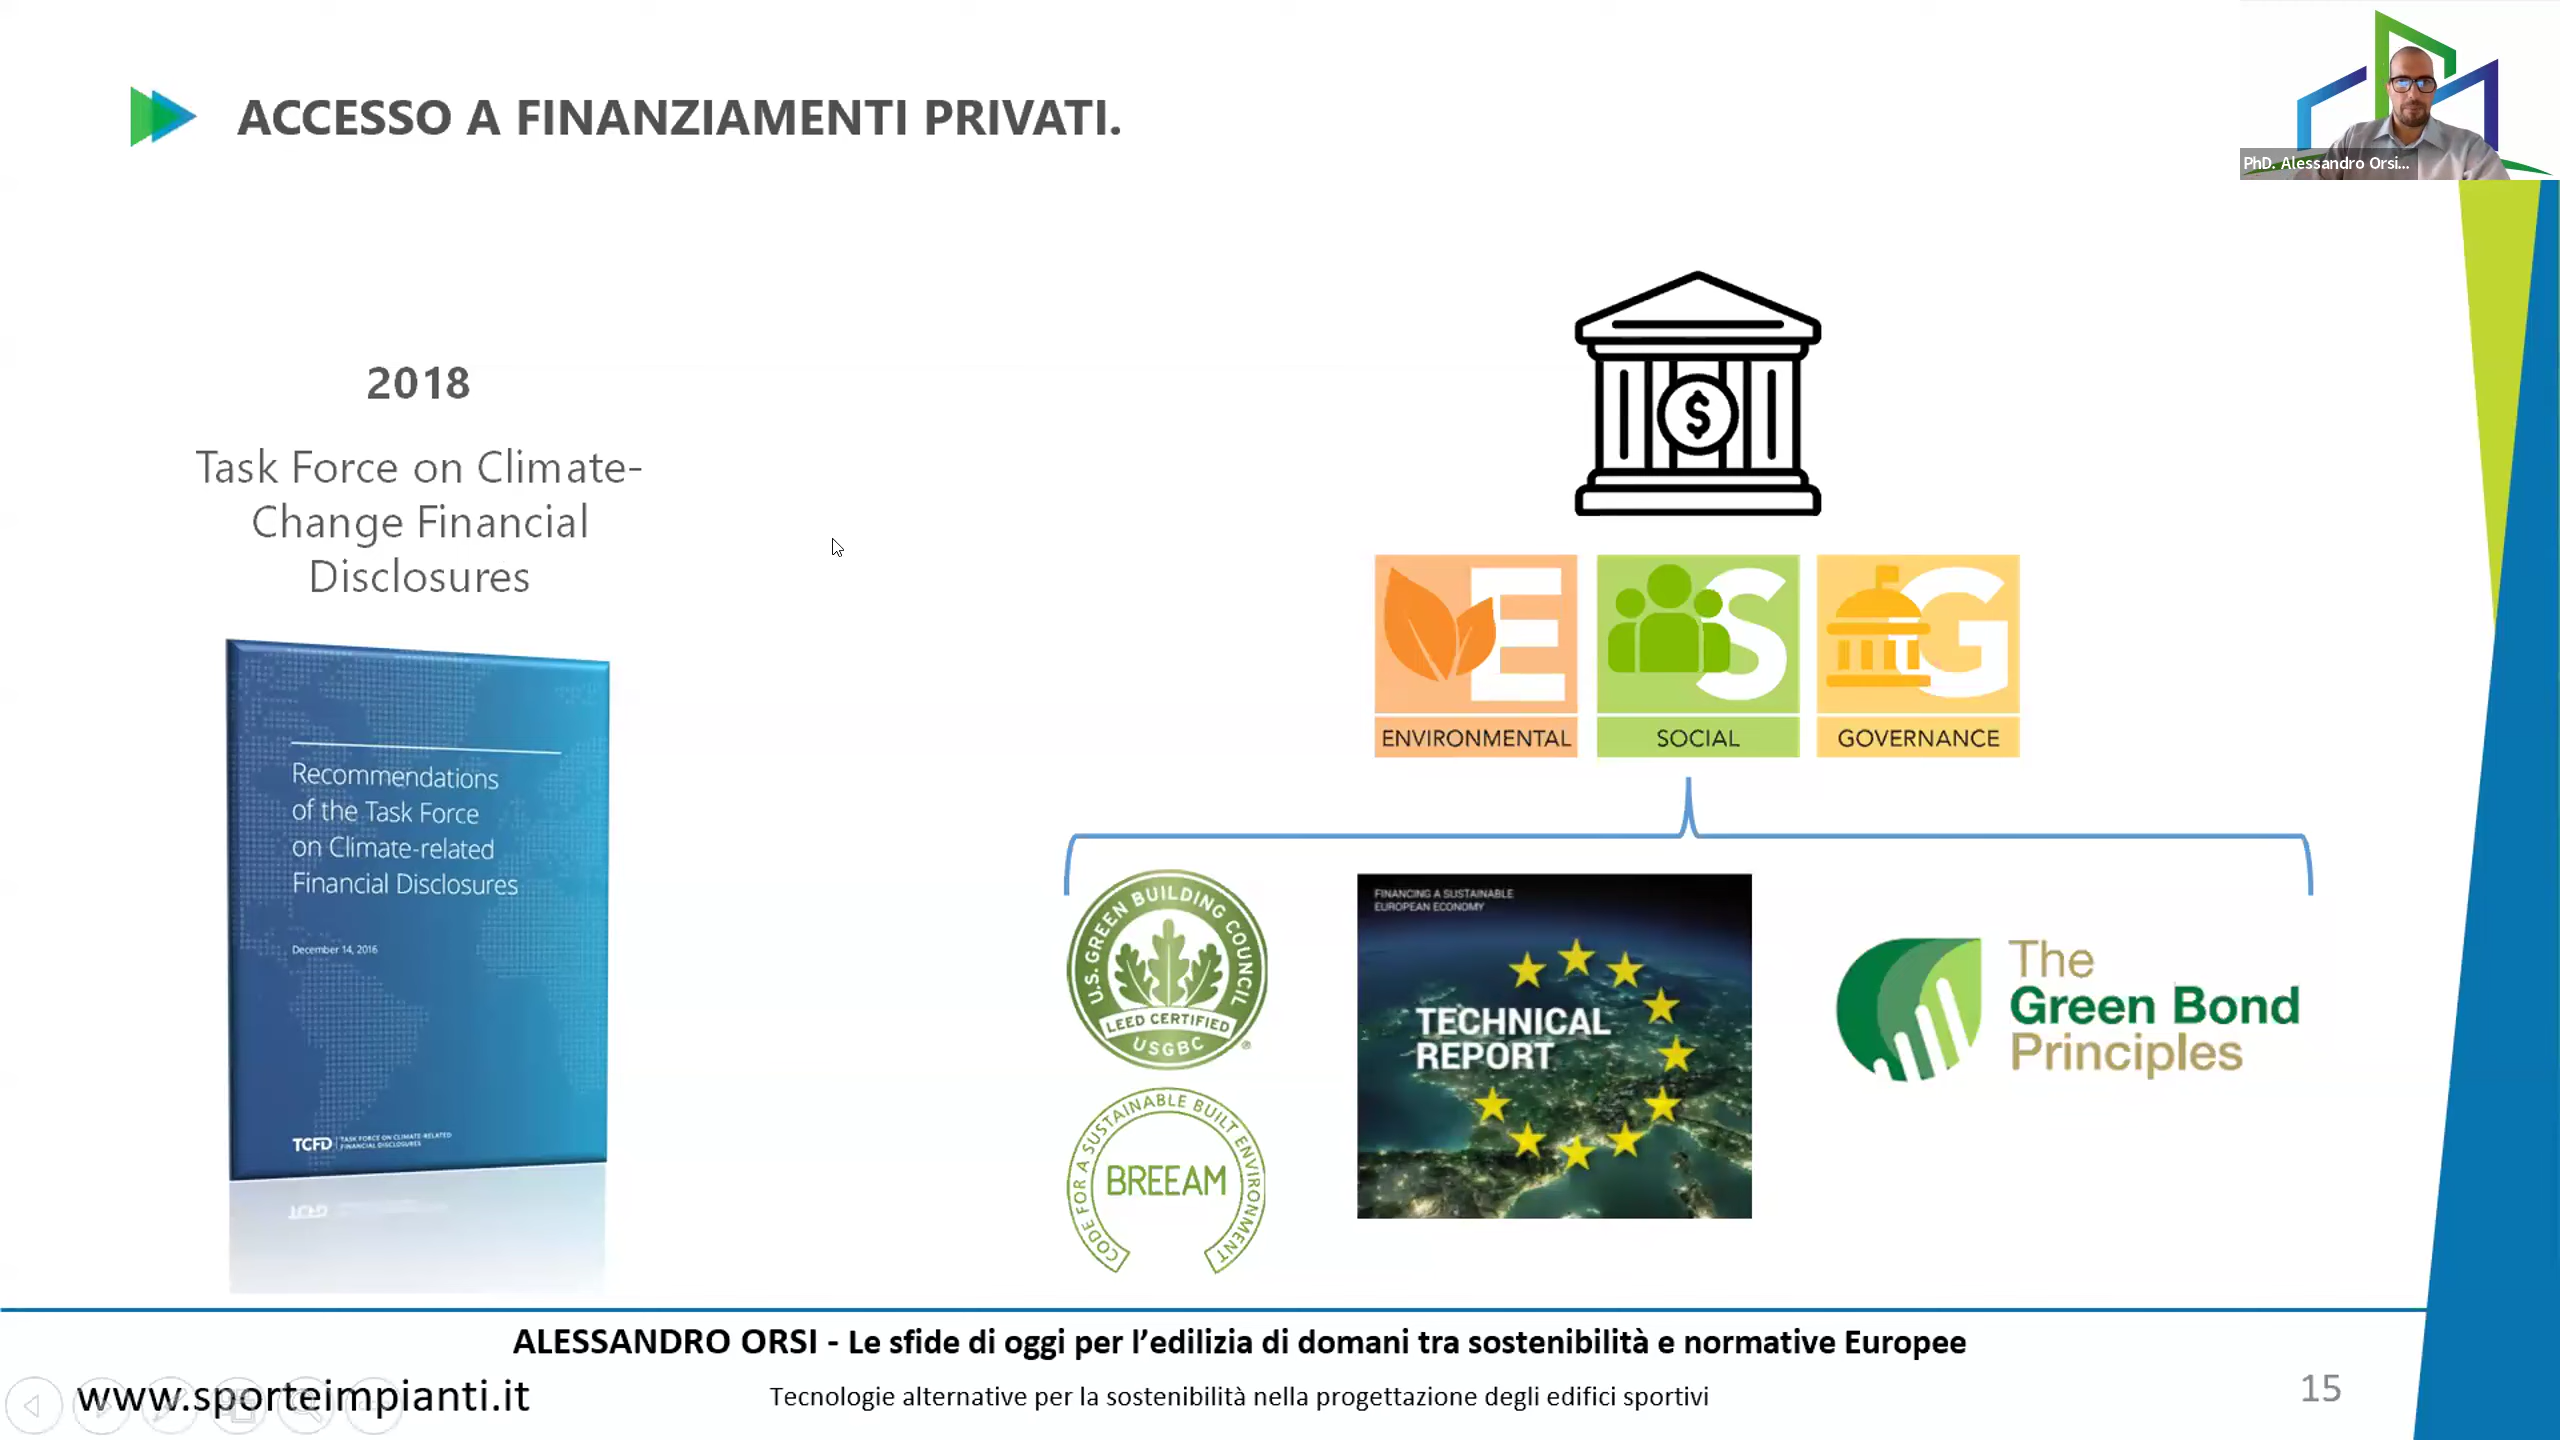 ACCESSO A FINANZIAMENTI PRIVATI.
PhD. Alessandro Orsi...
2018
Task Force on Climate-
Change Financial
Disclosures
Recommendations
of the Task Force
on Climate-related
Financial Disclosures
December 14, 2016
TCFD
TASK FORCE ON CLIMATE-RELATED
FINANCIAL DISCLOSURES
$
E
S
G
ENVIRONMENTAL
SOCIAL
GOVERNANCE
U.S. GREEN BUILDING COUNCIL
LEED CERTIFIED
USGBC
®
CODE FOR A SUSTAINABLE BUILT ENVIRONMENT
BREEAM
FINANCING A SUSTAINABLE
EUROPEAN ECONOMY
TECHNICAL
REPORT
The
Green Bond
Principles
ALESSANDRO ORSI - Le sfide di oggi per l’edilizia di domani tra sostenibilità e normative Europee
www.sporteimpianti.it
Tecnologie alternative per la sostenibilità nella progettazione degli edifici sportivi
15